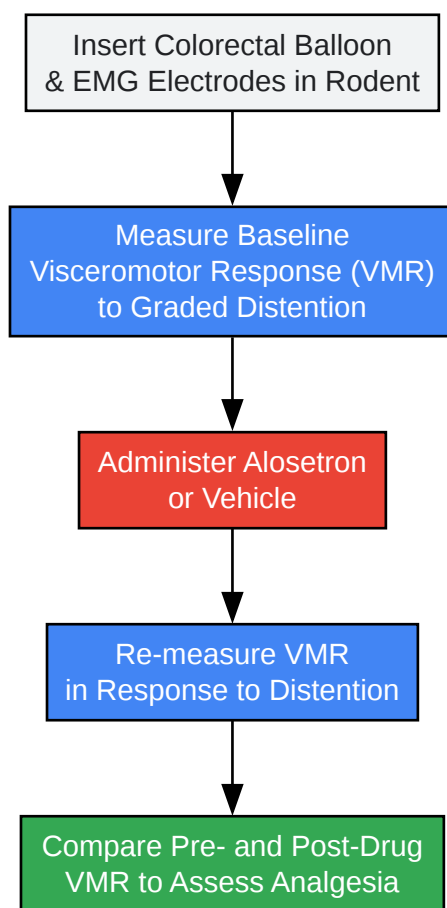 Insert Colorectal Balloon
& EMG Electrodes in Rodent
Measure Baseline
Visceromotor Response (VMR)
to Graded Distention
Administer Alosetron
or Vehicle
Re-measure VMR
in Response to Distention
Compare Pre- and Post-Drug
VMR to Assess Analgesia